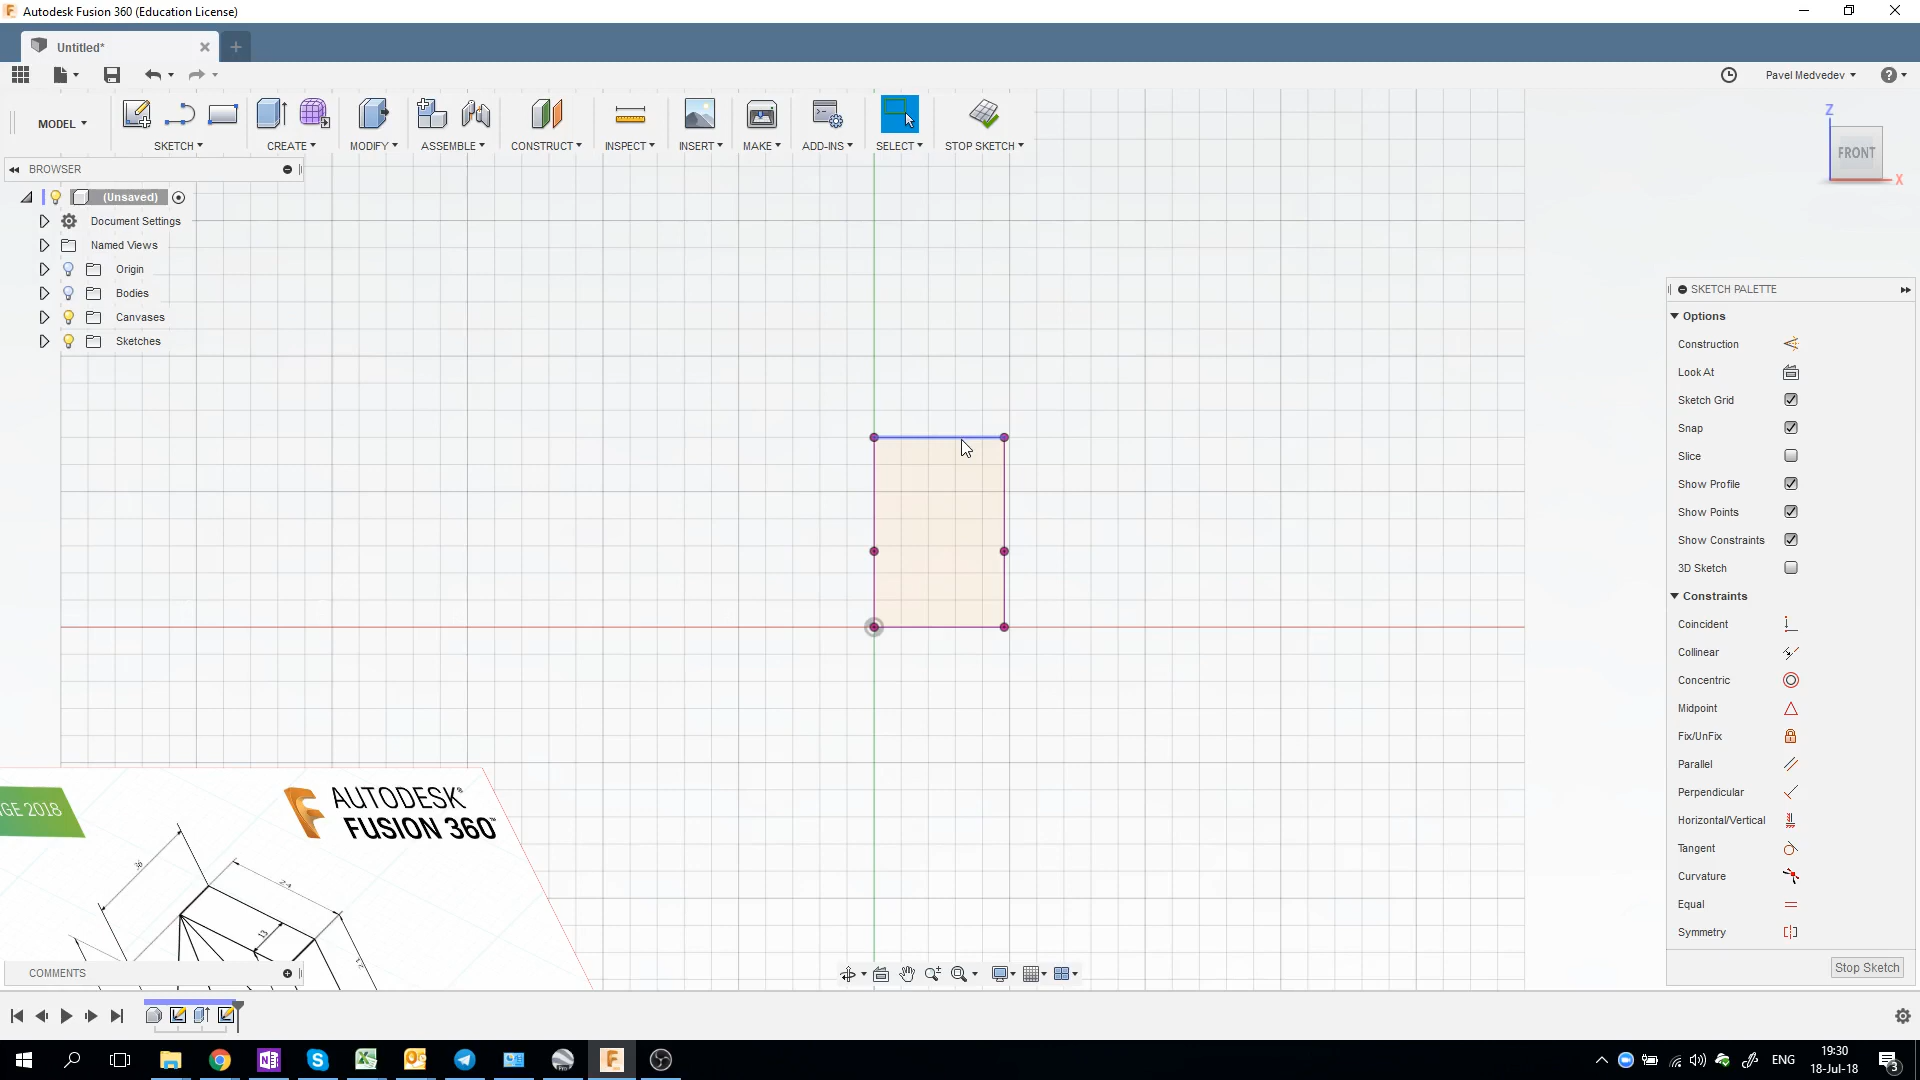 Autodesk Fusion 360 (Education License)
Untitled*
Pavel Medvedev
MODEL
SKETCH
CREATE
MODIFY
ASSEMBLE
CONSTRUCT
INSPECT
INSERT
MAKE
ADD-INS
SELECT
STOP SKETCH
Z
FRONT
X
BROWSER
(Unsaved)
Document Settings
Named Views
Origin
Bodies
Canvases
Sketches
SKETCH PALETTE
Options
Construction
Look At
Sketch Grid
Snap
Slice
Show Profile
Show Points
Show Constraints
3D Sketch
Constraints
Coincident
Collinear
Concentric
Midpoint
Fix/UnFix
Parallel
Perpendicular
Horizontal/Vertical
Tangent
Curvature
Equal
Symmetry
Stop Sketch
NGE 2018
AUTODESK®
FUSION 360™
13
COMMENTS
ENG
19:30
18-Jul-18
3